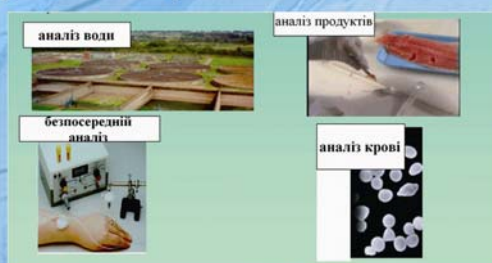 аналіз води
аналіз продуктів
безпосередній
аналіз
аналіз крові